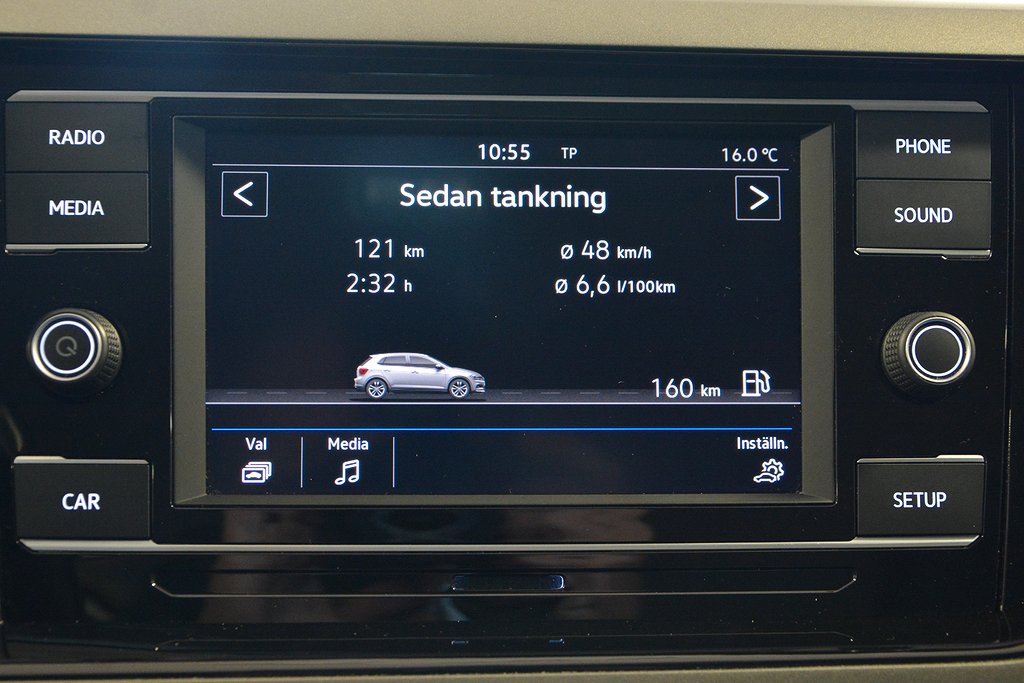 RADIO
MEDIA
CAR
10:55 TP 16.0 °C
< Sedan tankning >
121 km ø 48 km/h
2:32 h ø 6,6 l/100km
160 km
Val Media Inställn.
PHONE
SOUND
SETUP